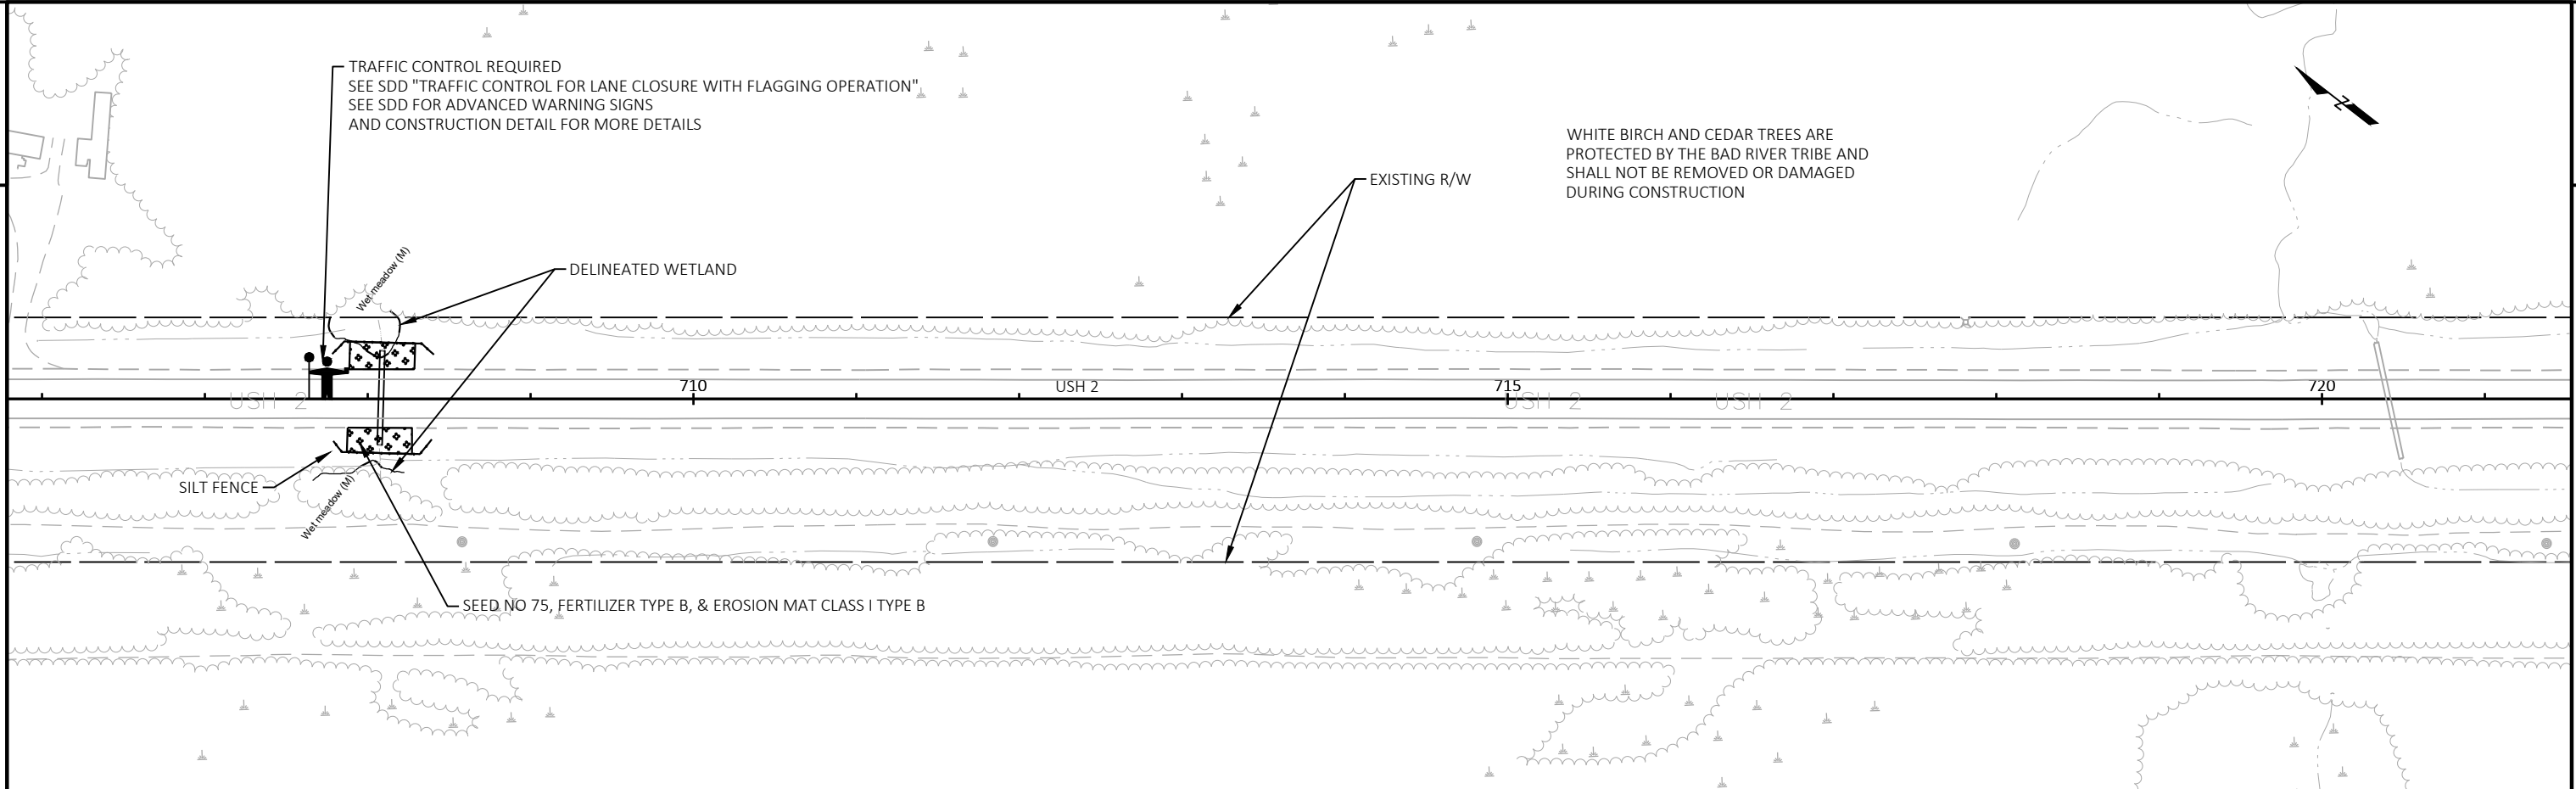 TRAFFIC CONTROL REQUIRED
SEE SDD "TRAFFIC CONTROL FOR LANE CLOSURE WITH FLAGGING OPERATION"
SEE SDD FOR ADVANCED WARNING SIGNS
AND CONSTRUCTION DETAIL FOR MORE DETAILS
N
WHITE BIRCH AND CEDAR TREES ARE
PROTECTED BY THE BAD RIVER TRIBE AND
SHALL NOT BE REMOVED OR DAMAGED
DURING CONSTRUCTION
EXISTING R/W
Wet meadow (M)
DELINEATED WETLAND
710
USH 2
715
720
USH 2
USH 2
USH 2
SILT FENCE
Wet meadow (M)
SEED NO 75, FERTILIZER TYPE B, & EROSION MAT CLASS I TYPE B